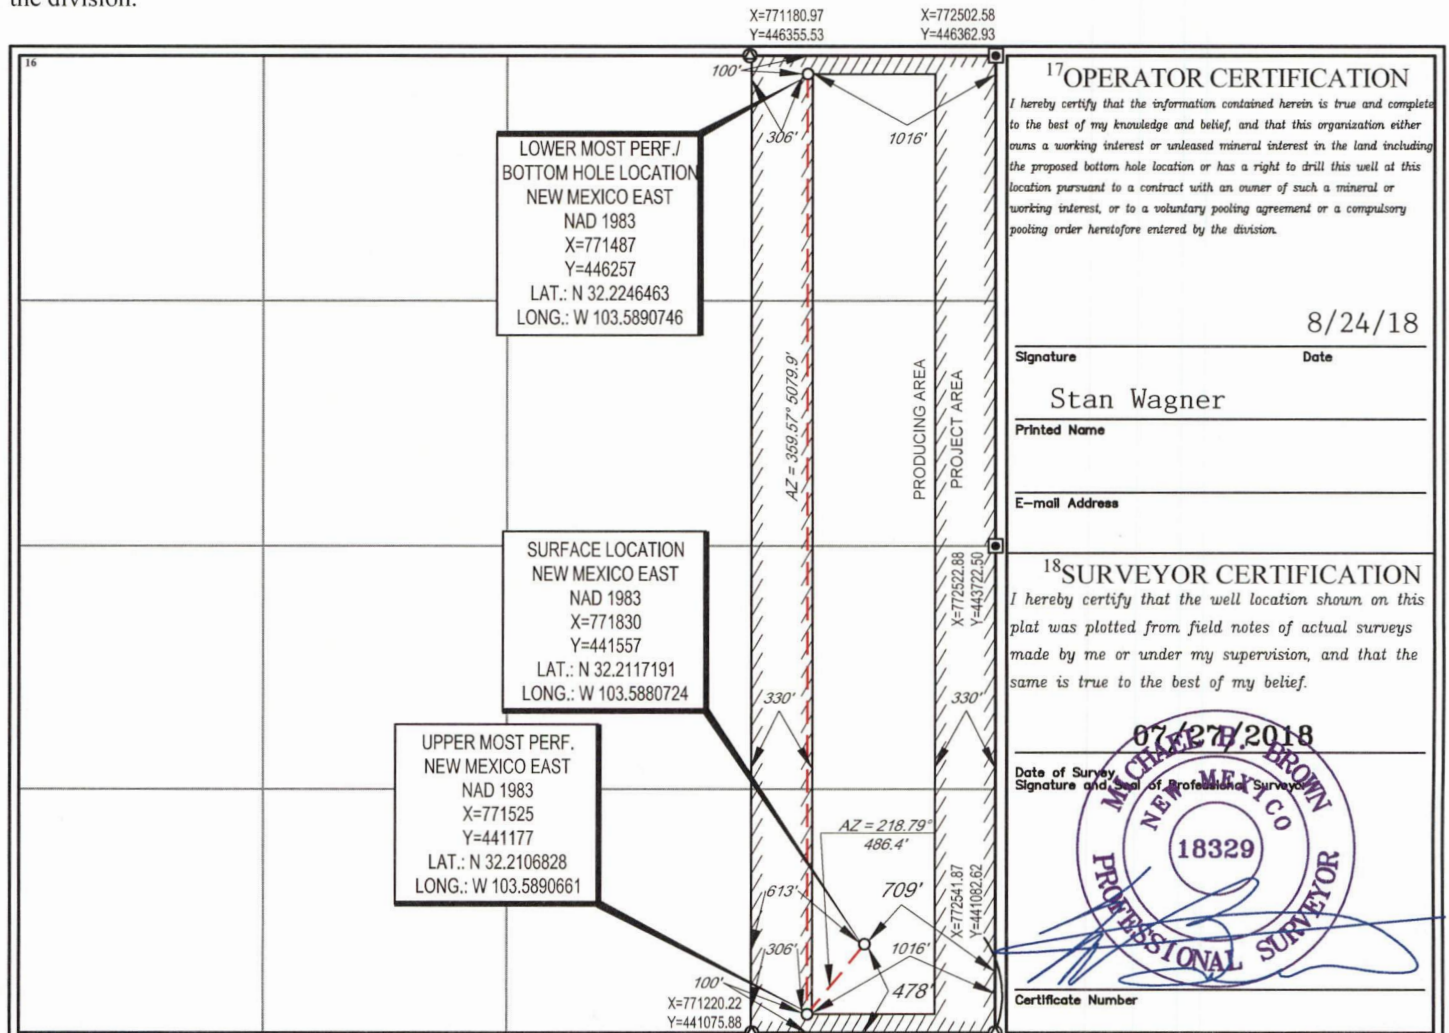 the division.
X=771180.97
Y=446355.53
X=772502.58
Y=446362.93
16
100'
306'
1016'
LOWER MOST PERF./
BOTTOM HOLE LOCATION
NEW MEXICO EAST
NAD 1983
X=771487
Y=446257
LAT.: N 32.2246463
LONG.: W 103.5890746
AZ = 359.57° 5079.9'
PRODUCING AREA
PROJECT AREA
SURFACE LOCATION
NEW MEXICO EAST
NAD 1983
X=771830
Y=441557
LAT.: N 32.2117191
LONG.: W 103.5880724
X=772522.88
Y=443722.50
330'
330'
UPPER MOST PERF.
NEW MEXICO EAST
NAD 1983
X=771525
Y=441177
LAT.: N 32.2106828
LONG.: W 103.5890661
AZ = 218.79°
486.4'
613'
709'
X=772541.87
Y=441082.62
306'
1016'
100'
478'
X=771220.22
Y=441075.88
17OPERATOR CERTIFICATION
I hereby certify that the information contained herein is true and complete
to the best of my knowledge and belief, and that this organization either
owns a working interest or unleased mineral interest in the land including
the proposed bottom hole location or has a right to drill this well at this
location pursuant to a contract with an owner of such a mineral or
working interest, or to a voluntary pooling agreement or a compulsory
pooling order heretofore entered by the division.
8/24/18
Signature Date
Stan Wagner
Printed Name
E-mail Address
18SURVEYOR CERTIFICATION
I hereby certify that the well location shown on this
plat was plotted from field notes of actual surveys
made by me or under my supervision, and that the
same is true to the best of my belief.
07/27/2018
Date of Survey
Signature and Seal of Professional Surveyor
MICHAEL B. BROWN
NEW MEXICO
18329
PROFESSIONAL SURVEYOR
Certificate Number